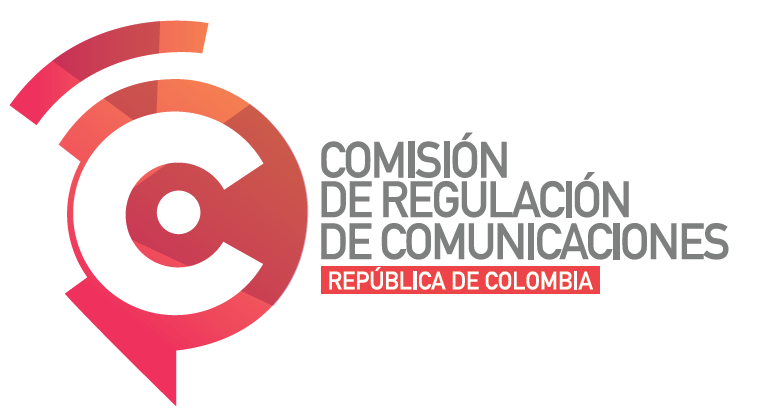 COMISIÓN
DE REGULACIÓN
DE COMUNICACIONES
REPÚBLICA DE COLOMBIA